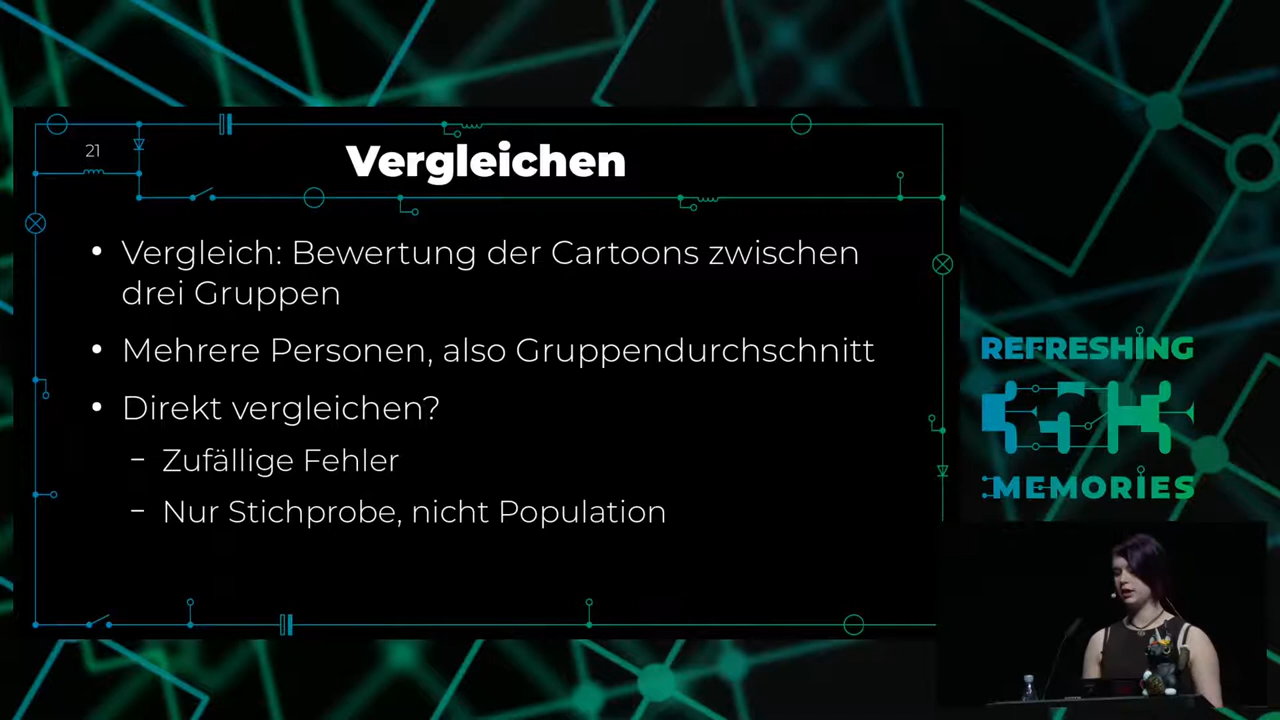 21
Vergleichen
• Vergleich: Bewertung der Cartoons zwischen
drei Gruppen
• Mehrere Personen, also Gruppendurchschnitt
• Direkt vergleichen?
– Zufällige Fehler
– Nur Stichprobe, nicht Population
REFRESHING
MEMORIES